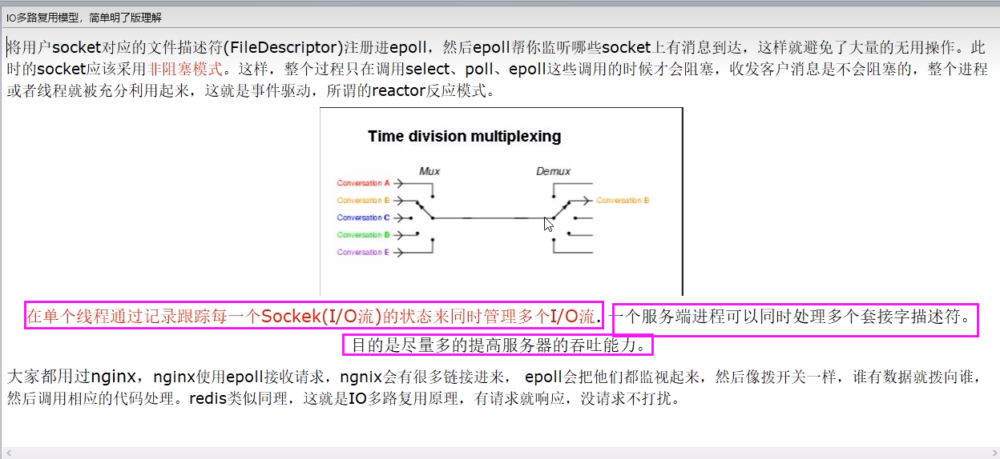 IO多路复用模型，简单明了版理解
将用户socket对应的文件描述符(FileDescriptor)注册进epoll，然后epoll帮你监听哪些socket上有消息到达，这样就避免了大量的无用操作。此
时的socket应该采用非阻塞模式。这样，整个过程只在调用select、poll、epoll这些调用的时候才会阻塞，收发客户消息是不会阻塞的，整个进程
或者线程就被充分利用起来，这就是事件驱动，所谓的reactor反应模式。
Time division multiplexing
Mux Demux
Conversation A
Conversation B Conversation B
Conversation C
Conversation D
Conversation E
在单个线程通过记录跟踪每一个Sockek(I/O流)的状态来同时管理多个I/O流. 一个服务端进程可以同时处理多个套接字描述符。
目的是尽量多的提高服务器的吞吐能力。
大家都用过nginx，nginx使用epoll接收请求，ngnix会有很多链接进来， epoll会把他们都监视起来，然后像拨开关一样，谁有数据就拨向谁，
然后调用相应的代码处理。redis类似同理，这就是IO多路复用原理，有请求就响应，没请求不打扰。